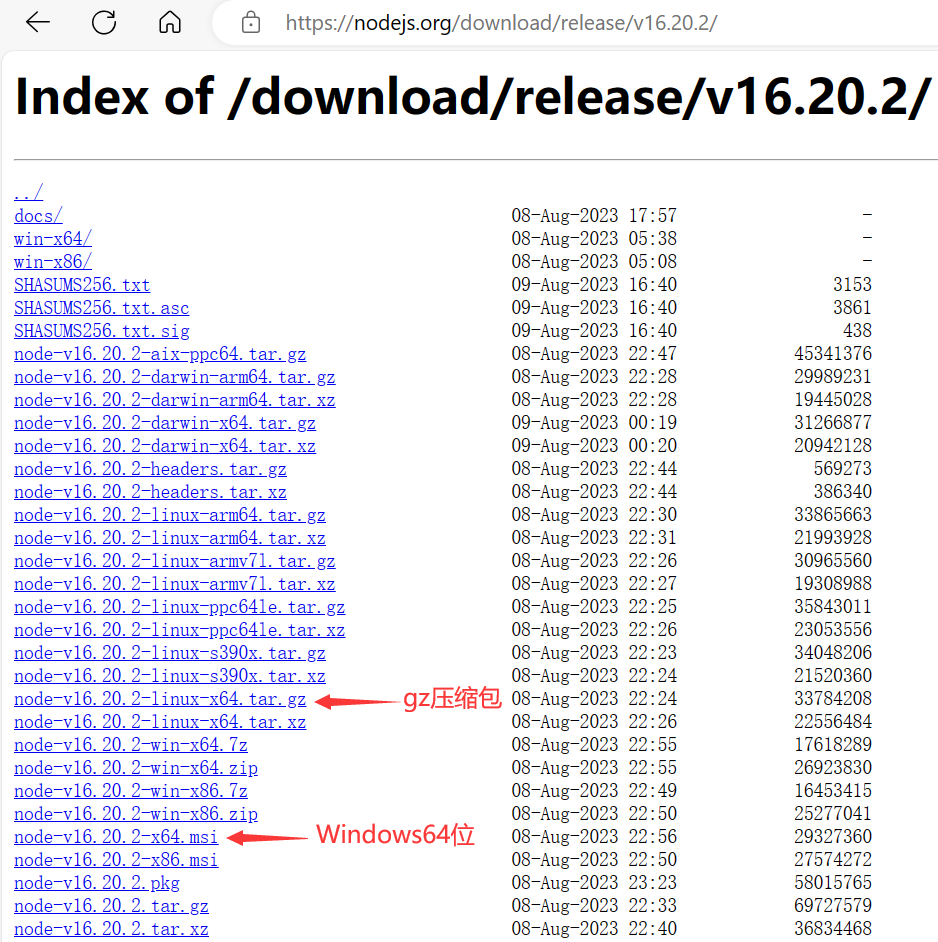 https://nodejs.org/download/release/v16.20.2/
Index of /download/release/v16.20.2/
../
docs/ 08-Aug-2023 17:57 -
win-x64/ 08-Aug-2023 05:38 -
win-x86/ 08-Aug-2023 05:08 -
SHASUMS256.txt 09-Aug-2023 16:40 3153
SHASUMS256.txt.asc 09-Aug-2023 16:40 3861
SHASUMS256.txt.sig 09-Aug-2023 16:40 438
node-v16.20.2-aix-ppc64.tar.gz 08-Aug-2023 22:47 45341376
node-v16.20.2-darwin-arm64.tar.gz 08-Aug-2023 22:28 29989231
node-v16.20.2-darwin-arm64.tar.xz 08-Aug-2023 22:28 19445028
node-v16.20.2-darwin-x64.tar.gz 09-Aug-2023 00:19 31266877
node-v16.20.2-darwin-x64.tar.xz 09-Aug-2023 00:20 20942128
node-v16.20.2-headers.tar.gz 08-Aug-2023 22:44 569273
node-v16.20.2-headers.tar.xz 08-Aug-2023 22:44 386340
node-v16.20.2-linux-arm64.tar.gz 08-Aug-2023 22:30 33865663
node-v16.20.2-linux-arm64.tar.xz 08-Aug-2023 22:31 21993928
node-v16.20.2-linux-armv7l.tar.gz 08-Aug-2023 22:26 30965560
node-v16.20.2-linux-armv7l.tar.xz 08-Aug-2023 22:27 19308988
node-v16.20.2-linux-ppc64le.tar.gz 08-Aug-2023 22:25 35843011
node-v16.20.2-linux-ppc64le.tar.xz 08-Aug-2023 22:26 23053556
node-v16.20.2-linux-s390x.tar.gz 08-Aug-2023 22:23 34048206
node-v16.20.2-linux-s390x.tar.xz 08-Aug-2023 22:24 21520360
node-v16.20.2-linux-x64.tar.gz gz压缩包 08-Aug-2023 22:24 33784208
node-v16.20.2-linux-x64.tar.xz 08-Aug-2023 22:26 22556484
node-v16.20.2-win-x64.7z 08-Aug-2023 22:55 17618289
node-v16.20.2-win-x64.zip 08-Aug-2023 22:55 26923830
node-v16.20.2-win-x86.7z 08-Aug-2023 22:49 16453415
node-v16.20.2-win-x86.zip 08-Aug-2023 22:50 25277041
node-v16.20.2-x64.msi Windows64位 08-Aug-2023 22:56 29327360
node-v16.20.2-x86.msi 08-Aug-2023 22:50 27574272
node-v16.20.2.pkg 08-Aug-2023 23:23 58015765
node-v16.20.2.tar.gz 08-Aug-2023 22:33 69727579
node-v16.20.2.tar.xz 08-Aug-2023 22:40 36834468